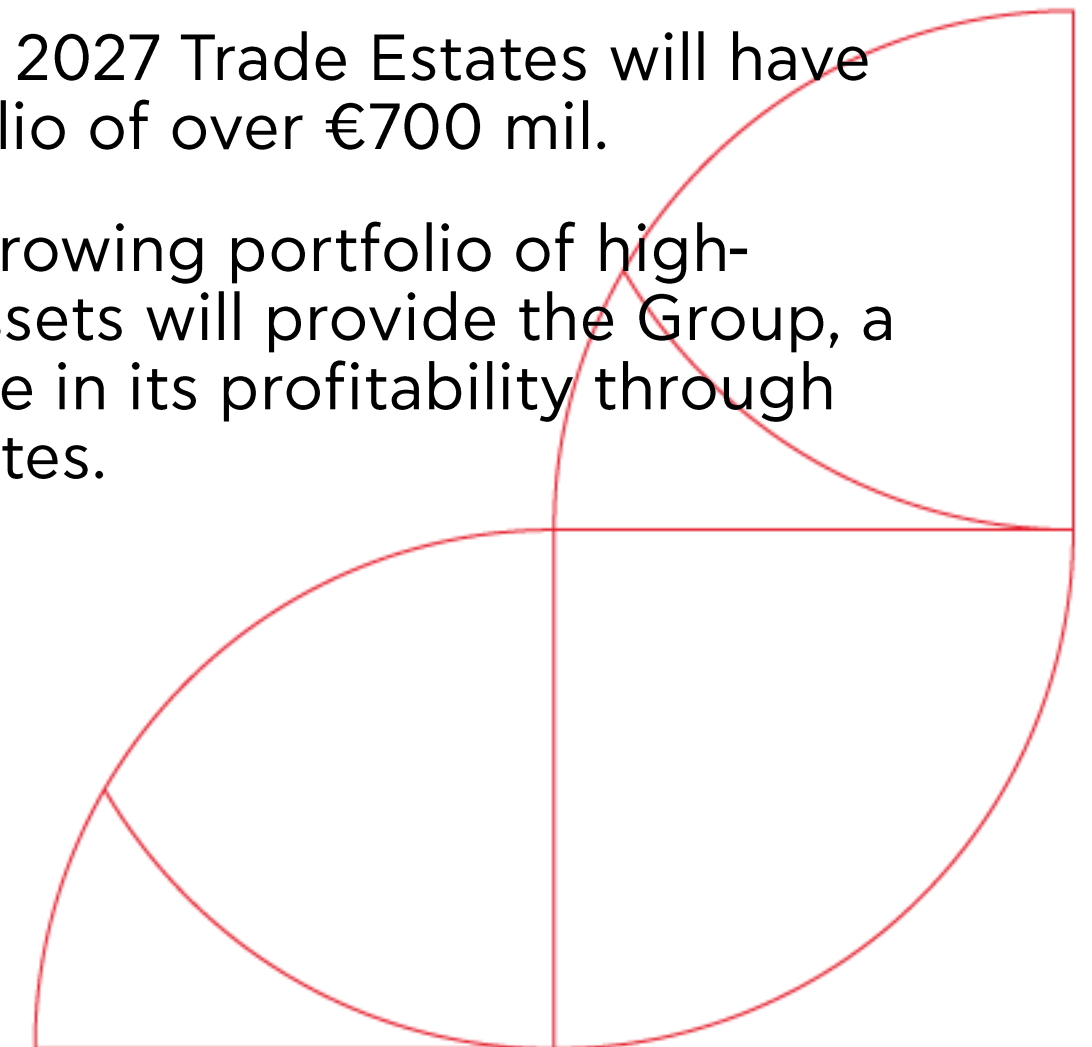 2027 Trade Estates will have
lio of over €700 mil.
rowing portfolio of high-
sets will provide the Group, a
e in its profitability through
tes.